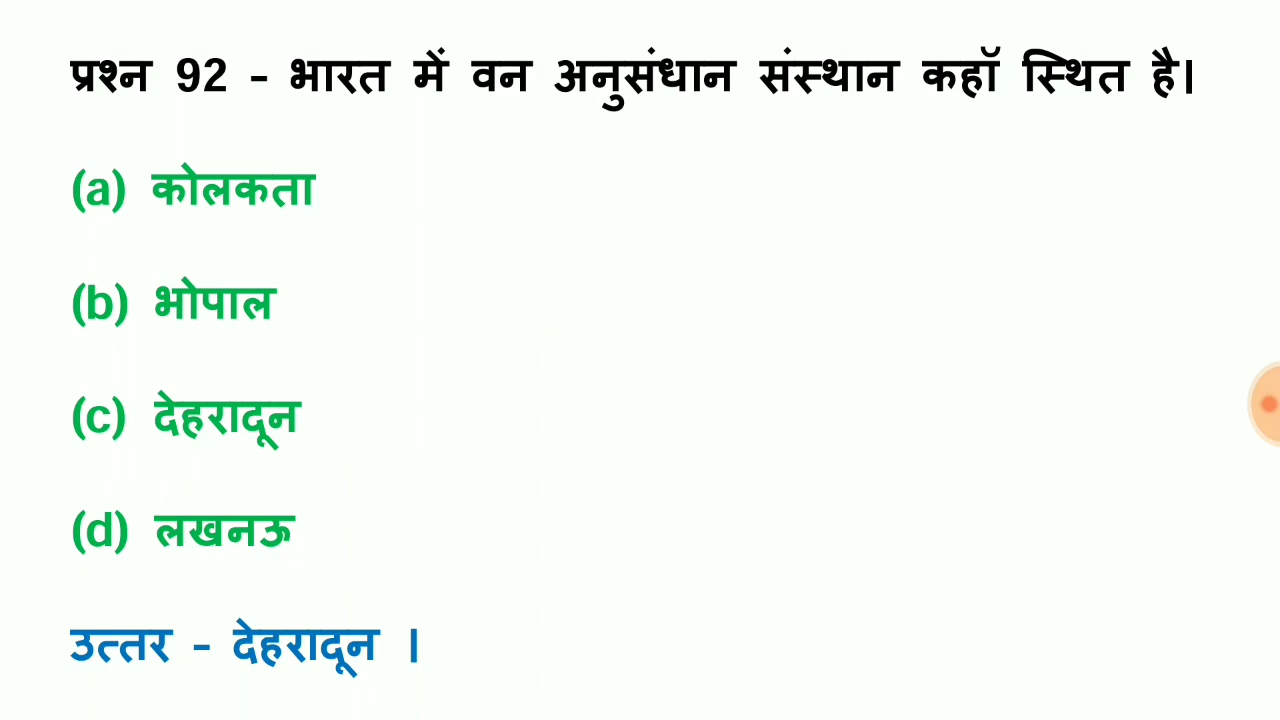 प्रश्न 92 - भारत में वन अनुसंधान संस्थान कहॉ स्थित है।
(a) कोलकता
(b) भोपाल
(c) देहरादून
(d) लखनऊ
उत्तर - देहरादून ।